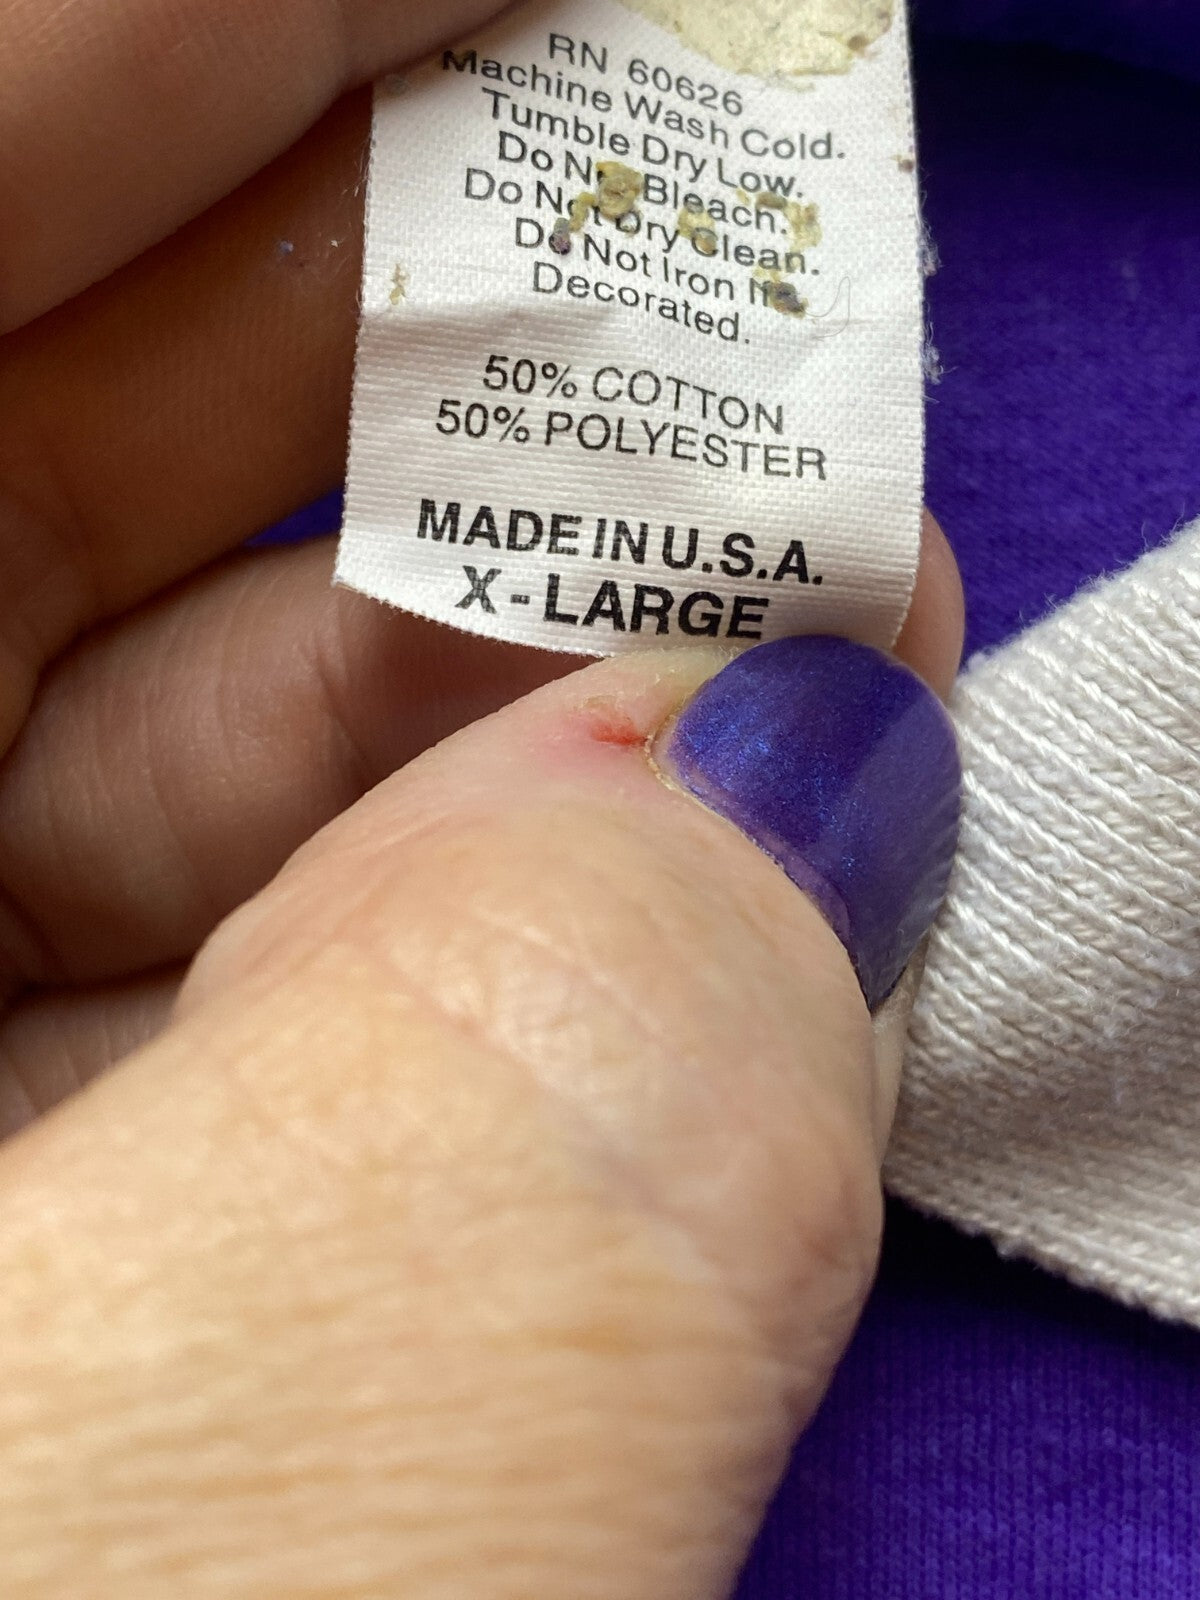 RN 60626
Machine Wash Cold.
Tumble Dry Low.
Do Not Bleach.
Do Not Dry Clean.
Do Not Iron If
Decorated.
50% COTTON
50% POLYESTER
MADE IN U.S.A.
X-LARGE